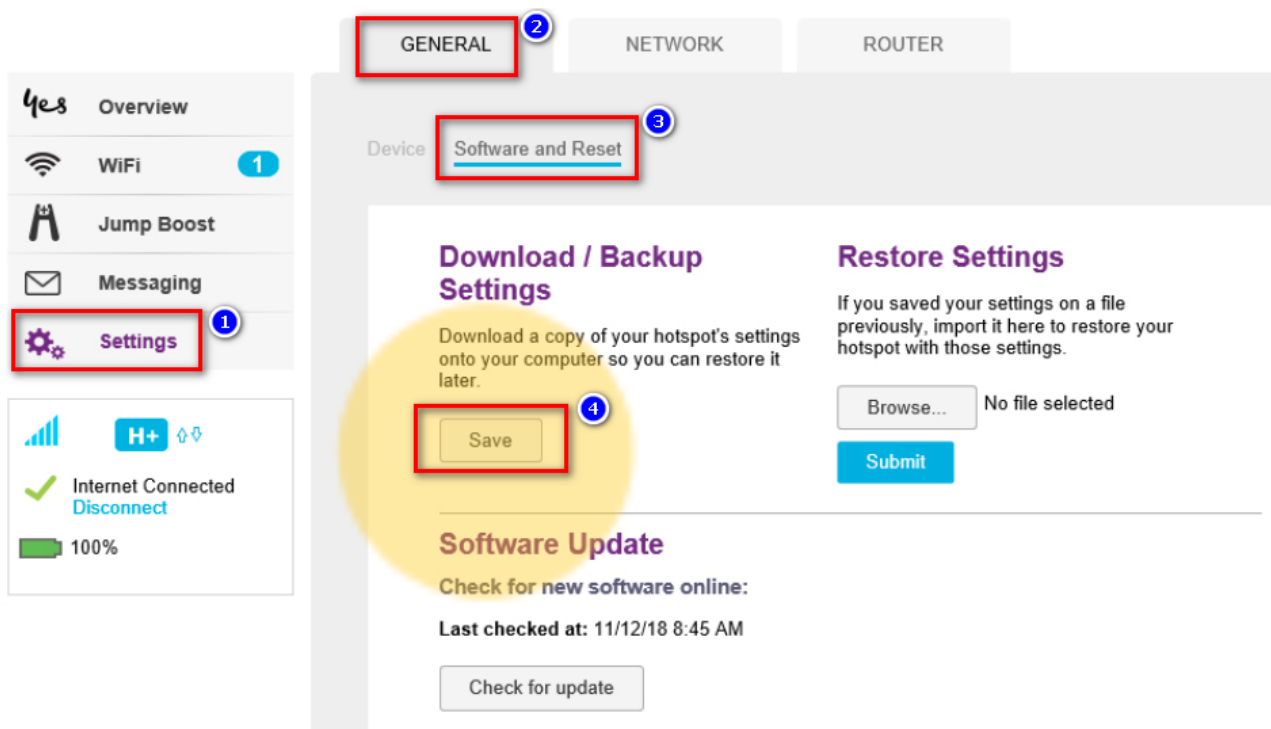 GENERAL
2
NETWORK
ROUTER
yes
Overview
WiFi
1
Jump Boost
Messaging
Settings
1
H+
Internet Connected
Disconnect
100%
Device
Software and Reset
3
Download / Backup
Settings
Download a copy of your hotspot's settings
onto your computer so you can restore it
later.
Save
4
Restore Settings
If you saved your settings on a file
previously, import it here to restore your
hotspot with those settings.
Browse...
No file selected
Submit
Software Update
Check for new software online:
Last checked at: 11/12/18 8:45 AM
Check for update